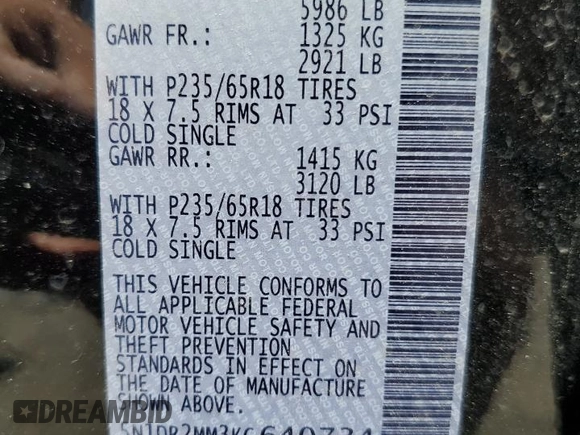 5986 LB
GAWR FR.: 1325 KG
2921 LB
WITH P235/65R18 TIRES
18 X 7.5 RIMS AT 33 PSI
COLD SINGLE
GAWR RR.: 1415 KG
3120 LB
WITH P235/65R18 TIRES
18 X 7.5 RIMS AT 33 PSI
COLD SINGLE
THIS VEHICLE CONFORMS TO
ALL APPLICABLE FEDERAL
MOTOR VEHICLE SAFETY AND
THEFT PREVENTION
STANDARDS IN EFFECT ON
THE DATE OF MANUFACTURE
SHOWN ABOVE.
5N1DR2MM3KC640734
STAT.BID